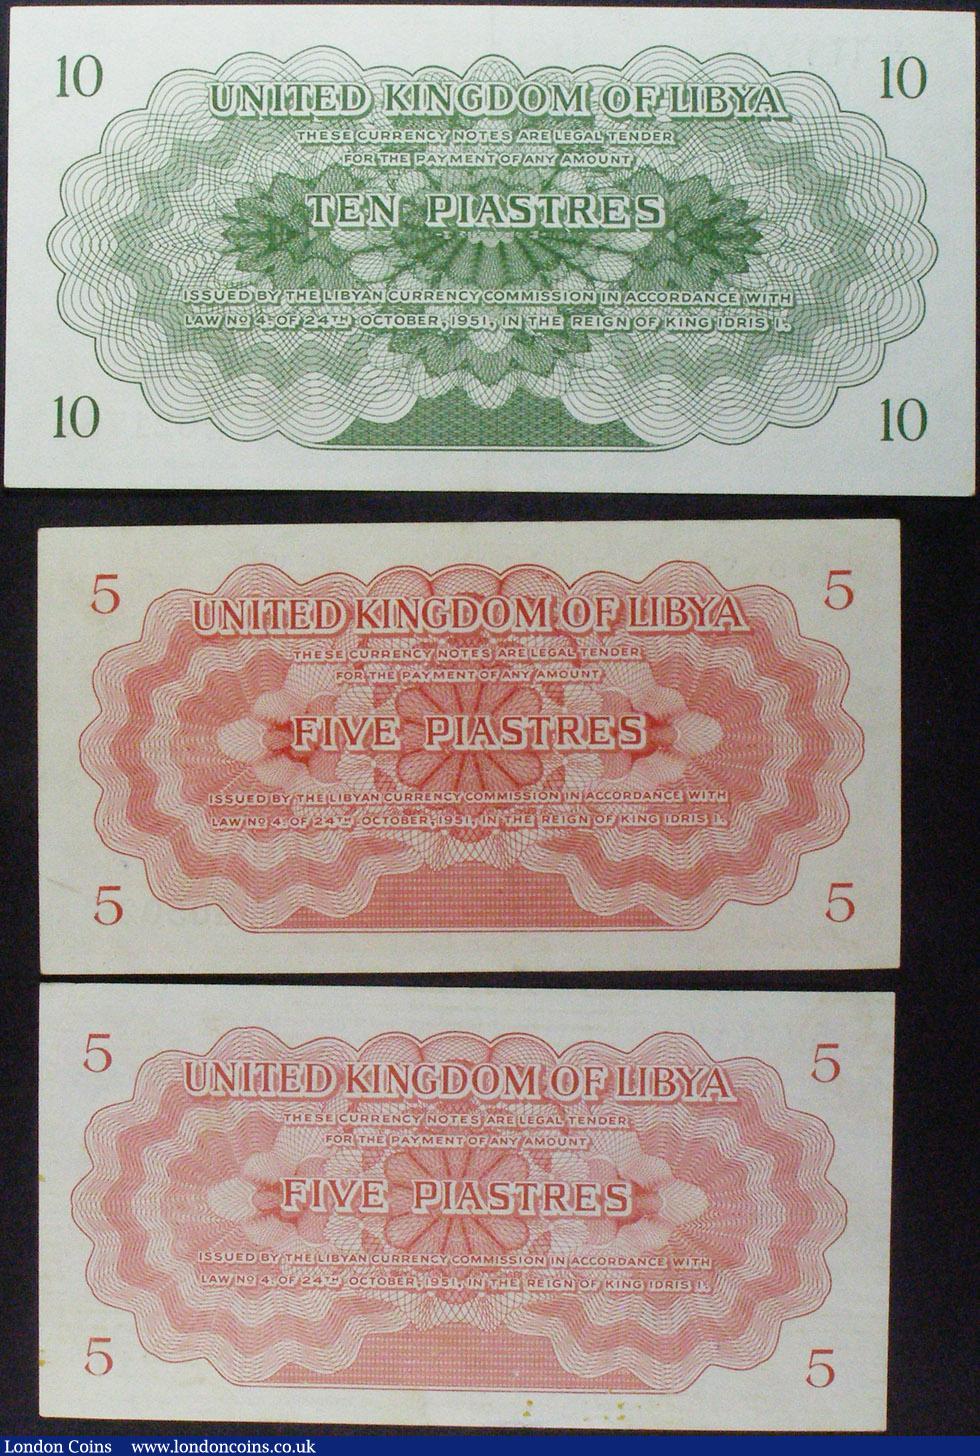 10 10
UNITED KINGDOM OF LIBYA
THESE CURRENCY NOTES ARE LEGAL TENDER
FOR THE PAYMENT OF ANY AMOUNT
TEN PIASTRES
ISSUED BY THE LIBYAN CURRENCY COMMISSION IN ACCORDANCE WITH
LAW Nº 4. OF 24TH OCTOBER, 1951, IN THE REIGN OF KING IDRIS I.
10 10
5 5
UNITED KINGDOM OF LIBYA
THESE CURRENCY NOTES ARE LEGAL TENDER
FOR THE PAYMENT OF ANY AMOUNT
FIVE PIASTRES
ISSUED BY THE LIBYAN CURRENCY COMMISSION IN ACCORDANCE WITH
LAW Nº 4. OF 24TH OCTOBER, 1951, IN THE REIGN OF KING IDRIS I.
5 5
5 5
UNITED KINGDOM OF LIBYA
THESE CURRENCY NOTES ARE LEGAL TENDER
FOR THE PAYMENT OF ANY AMOUNT
FIVE PIASTRES
ISSUED BY THE LIBYAN CURRENCY COMMISSION IN ACCORDANCE WITH
LAW Nº 4. OF 24TH OCTOBER, 1951, IN THE REIGN OF KING IDRIS I.
5 5
London Coins www.londoncoins.co.uk